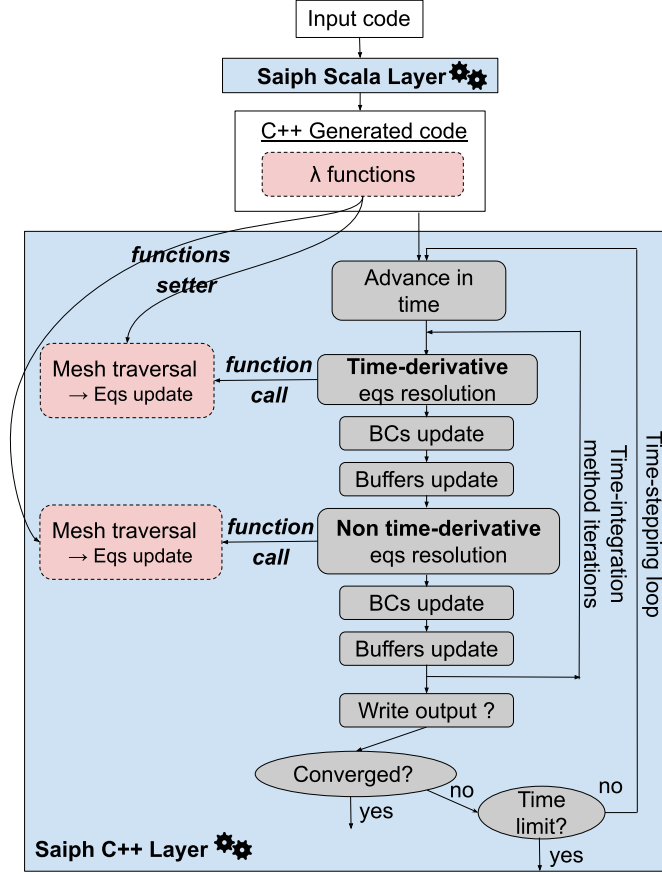 Input code
Saiph Scala Layer
C++ Generated code
λ functions
functions
setter
Advance in
time
Mesh traversal
→ Eqs update
function
call
Time-derivative
eqs resolution
BCs update
Buffers update
Mesh traversal
→ Eqs update
function
call
Non time-derivative
eqs resolution
BCs update
Buffers update
Time-integration
method iterations
Time-stepping loop
Write output ?
Converged?
yes
no
Time
limit?
no
yes
Saiph C++ Layer